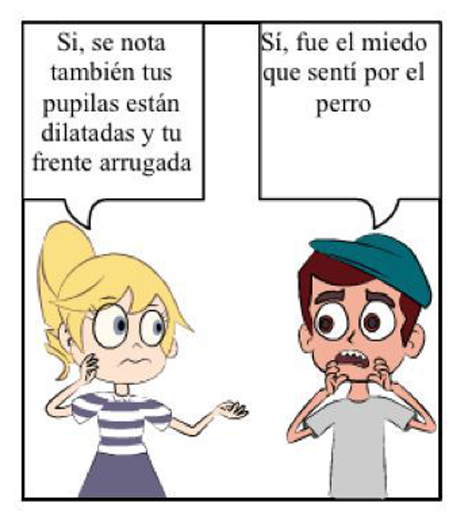 Si, se nota
también tus
pupilas están
dilatadas y tu
frente arrugada
Sí, fue el miedo
que sentí por el
perro